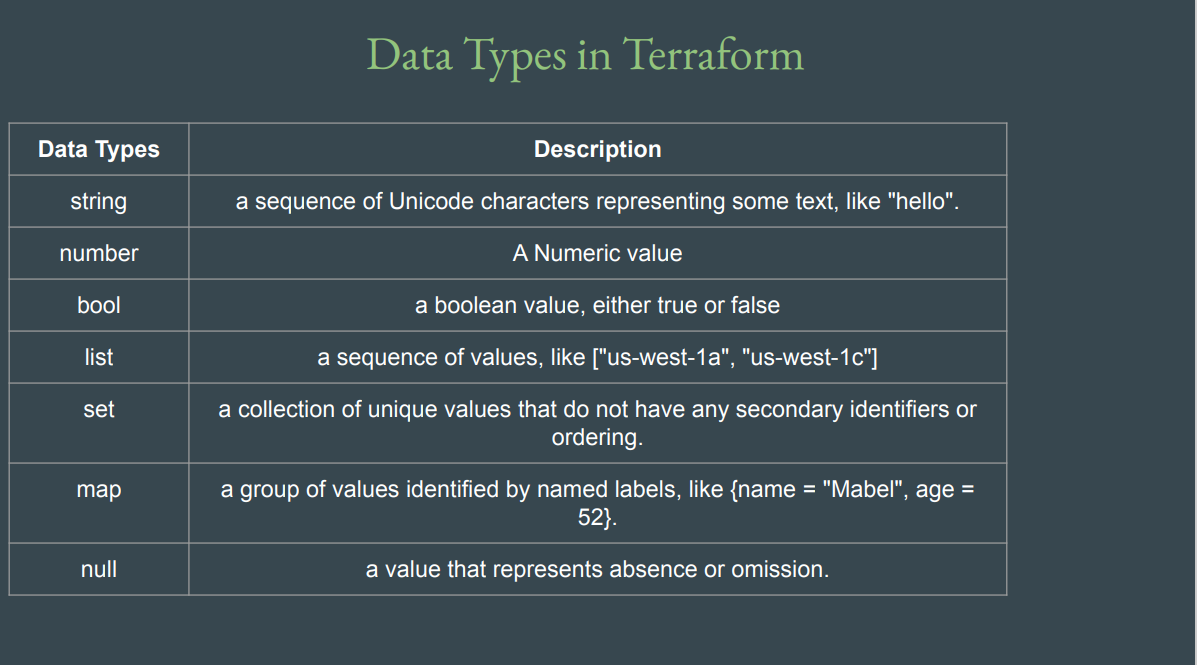 Data Types in Terraform
Data Types
Description
string
a sequence of Unicode characters representing some text, like "hello".
number
A Numeric value
bool
a boolean value, either true or false
list
a sequence of values, like ["us-west-1a", "us-west-1c"]
set
a collection of unique values that do not have any secondary identifiers or
ordering.
map
a group of values identified by named labels, like {name = "Mabel", age =
52}.
null
a value that represents absence or omission.